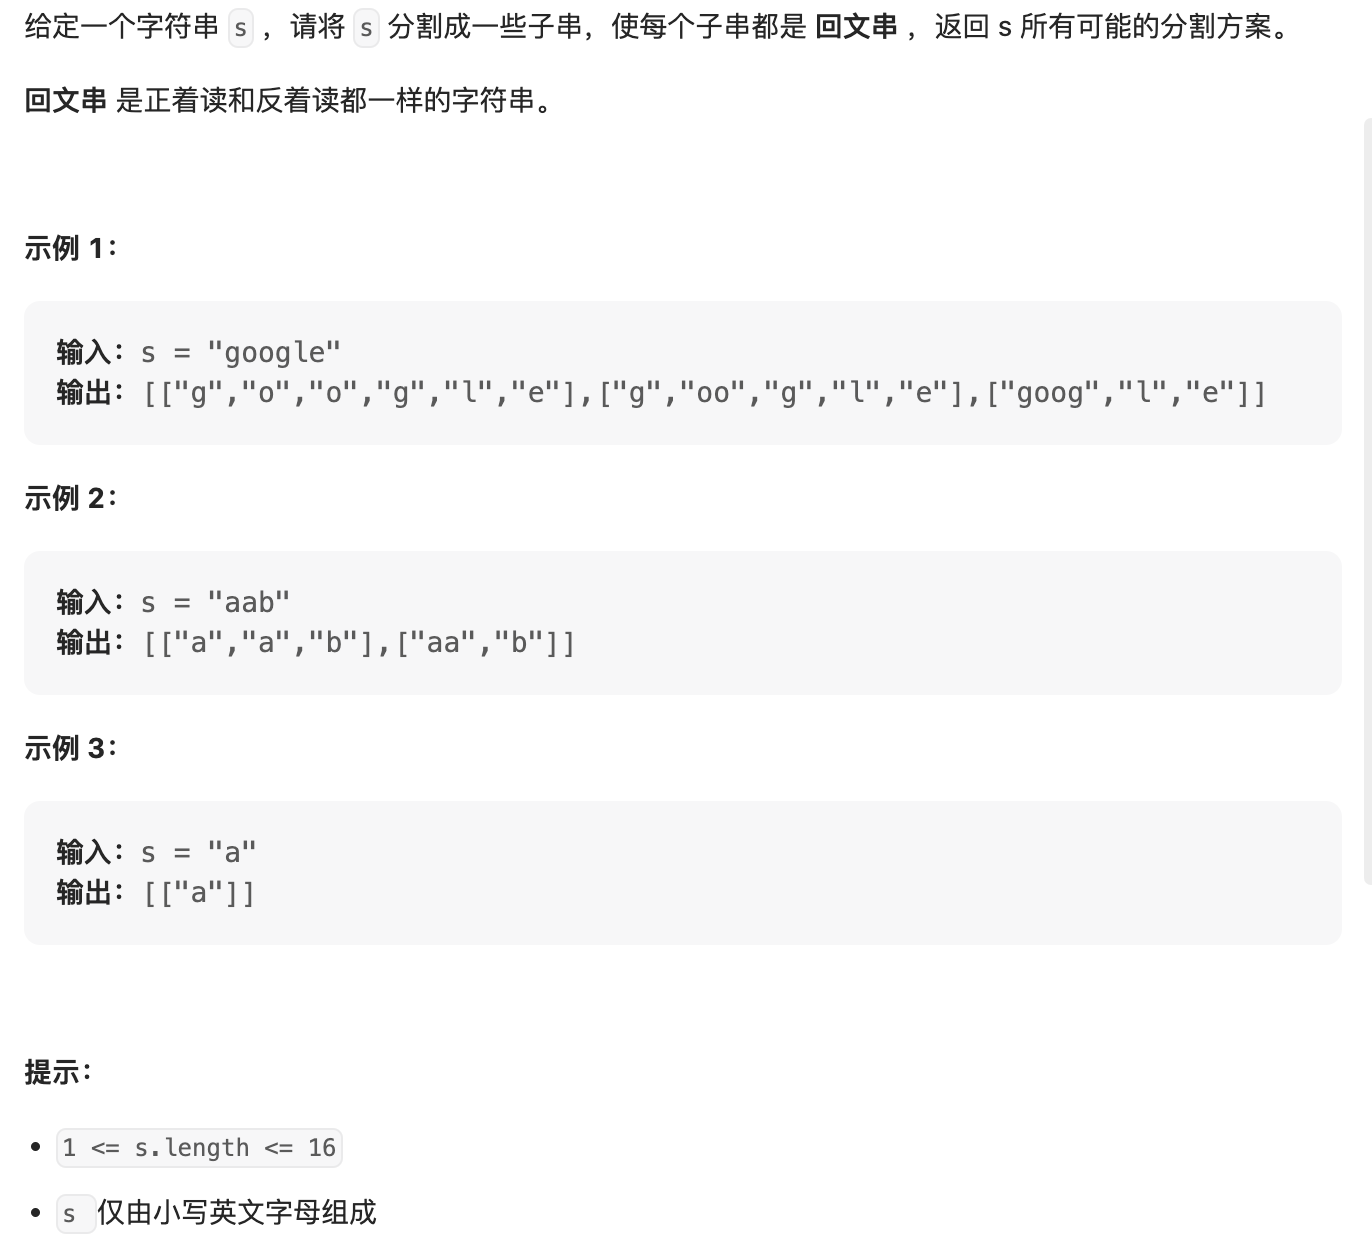 给定一个字符串 s ，请将 s 分割成一些子串，使每个子串都是 回文串 ，返回 s 所有可能的分割方案。
回文串 是正着读和反着读都一样的字符串。
示例 1：
输入：s = "google"
输出：[["g","o","o","g","l","e"],["g","oo","g","l","e"],["goog","l","e"]]
示例 2：
输入：s = "aab"
输出：[["a","a","b"],["aa","b"]]
示例 3：
输入：s = "a"
输出：[["a"]]
提示：
• 1 <= s.length <= 16
• s 仅由小写英文字母组成